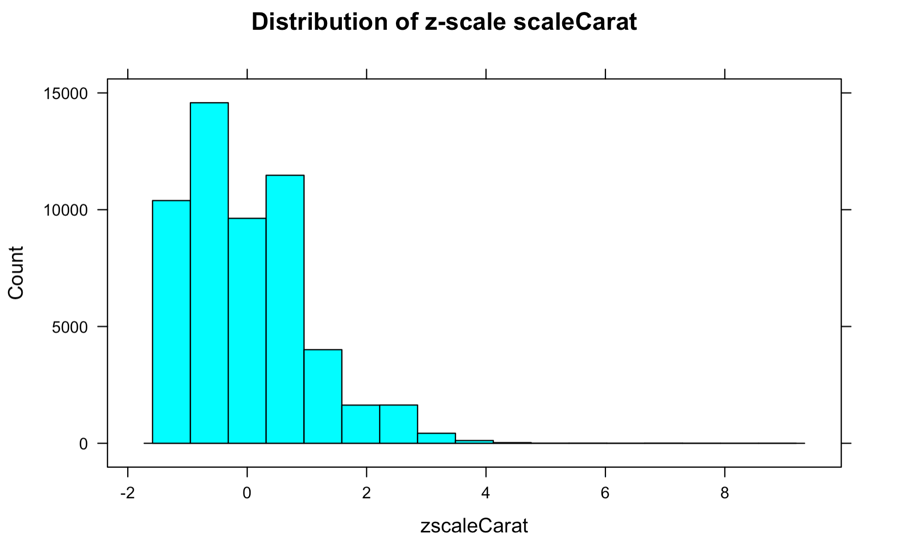 Distribution of z-scale scaleCarat
15000
10000
5000
0
Count
-2 0 2 4 6 8
zscaleCarat